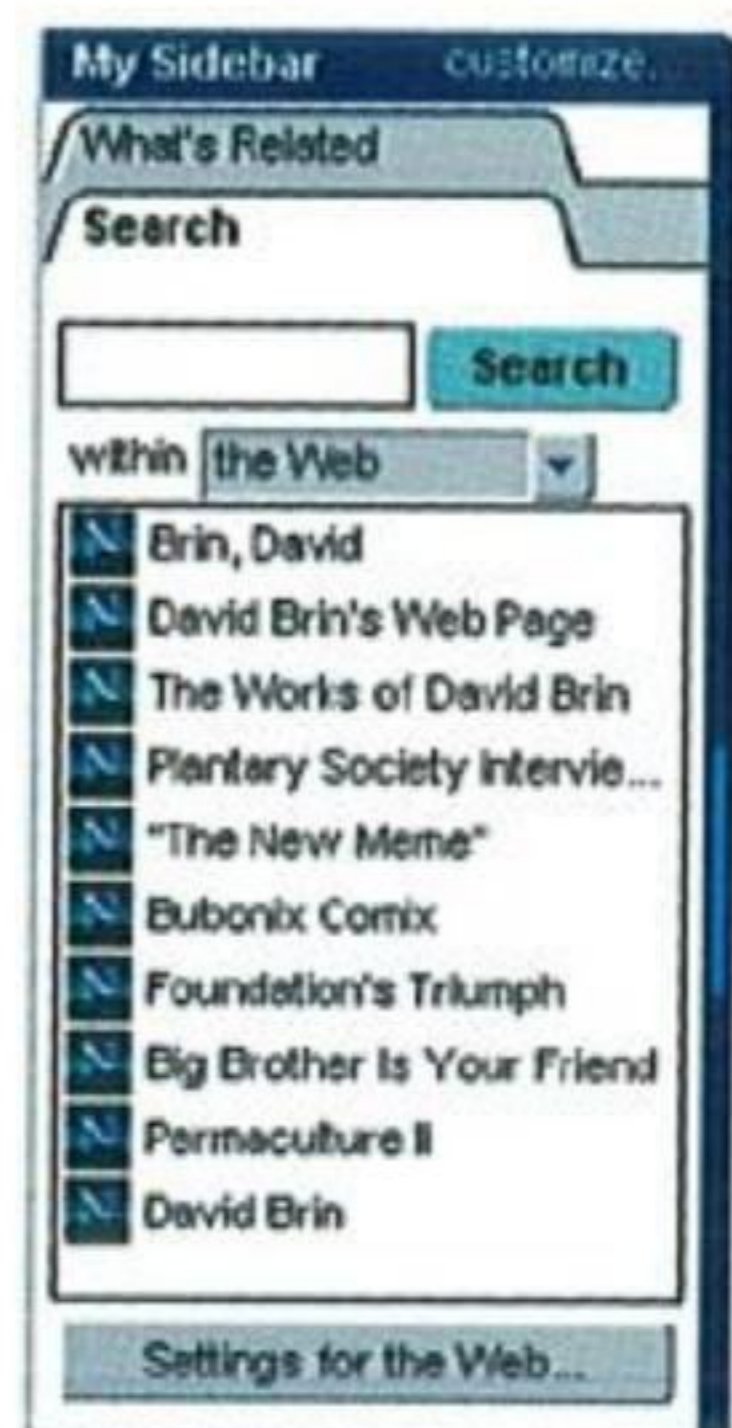 My Sidebar customize...
What's Related
Search
Search
within the Web
Brin, David
David Brin's Web Page
The Works of David Brin
Plantary Society Intervie...
"The New Meme"
Bubonix Comix
Foundation's Triumph
Big Brother Is Your Friend
Permaculture II
David Brin
Settings for the Web...